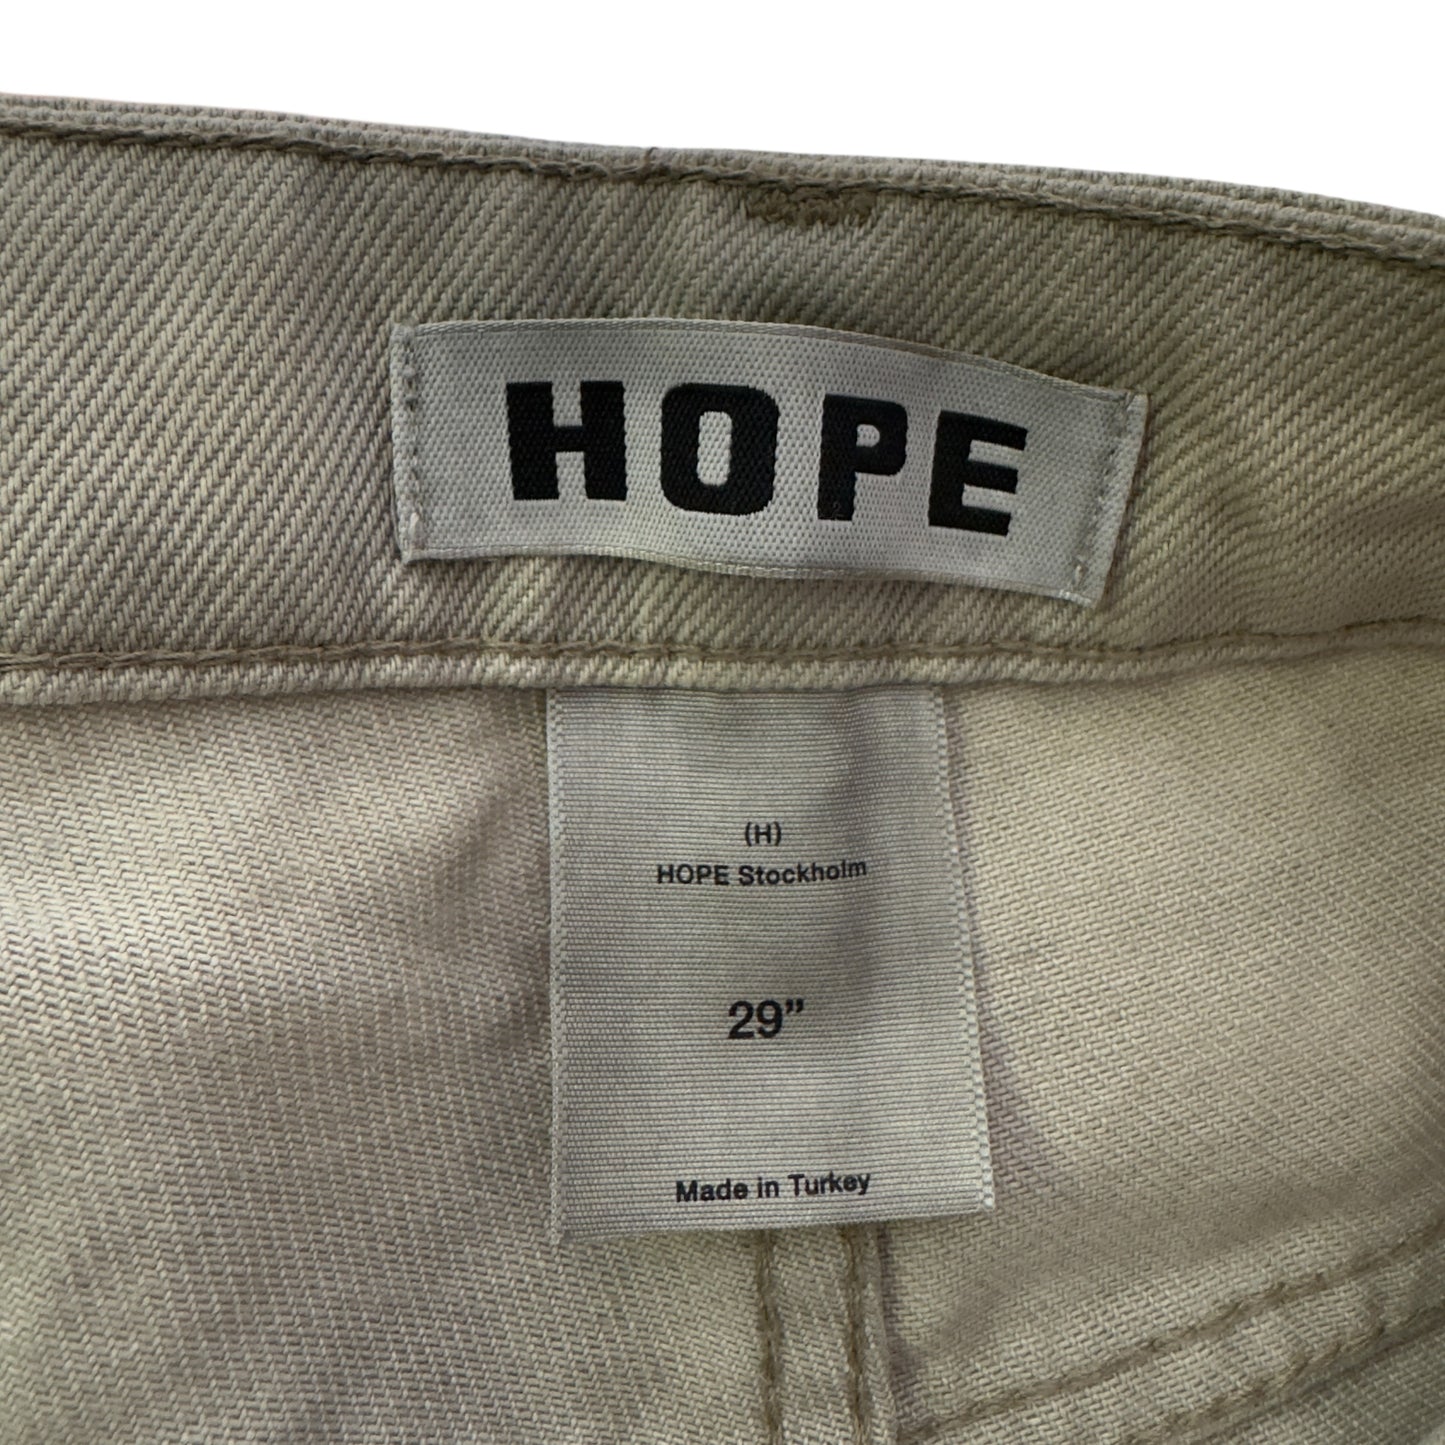 HOPE
(H)
HOPE Stockholm
29”
Made in Turkey